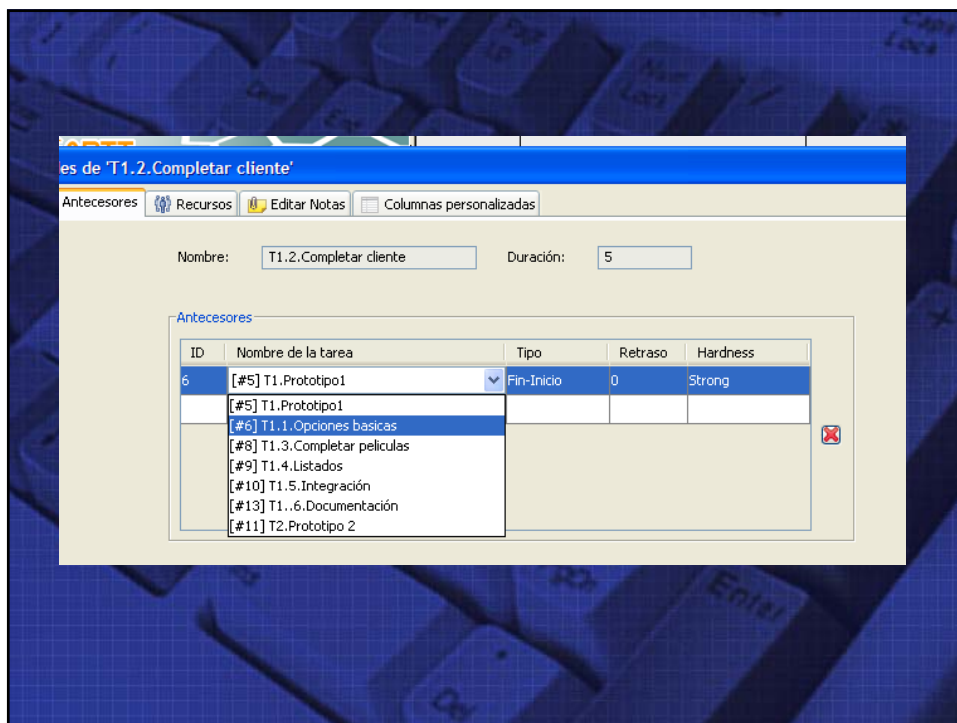 es de 'T1.2.Completar cliente'
Antecesores Recursos Editar Notas Columnas personalizadas
Nombre: T1.2.Completar cliente Duración: 5
Antecesores
ID Nombre de la tarea Tipo Retraso Hardness
6 [#5] T1.Prototipo1 Fin-Inicio 0 Strong
[#5] T1.Prototipo1
[#6] T1.1.Opciones basicas
[#8] T1.3.Completar peliculas
[#9] T1.4.Listados
[#10] T1.5.Integración
[#13] T1..6.Documentación
[#11] T2.Prototipo 2
Enter